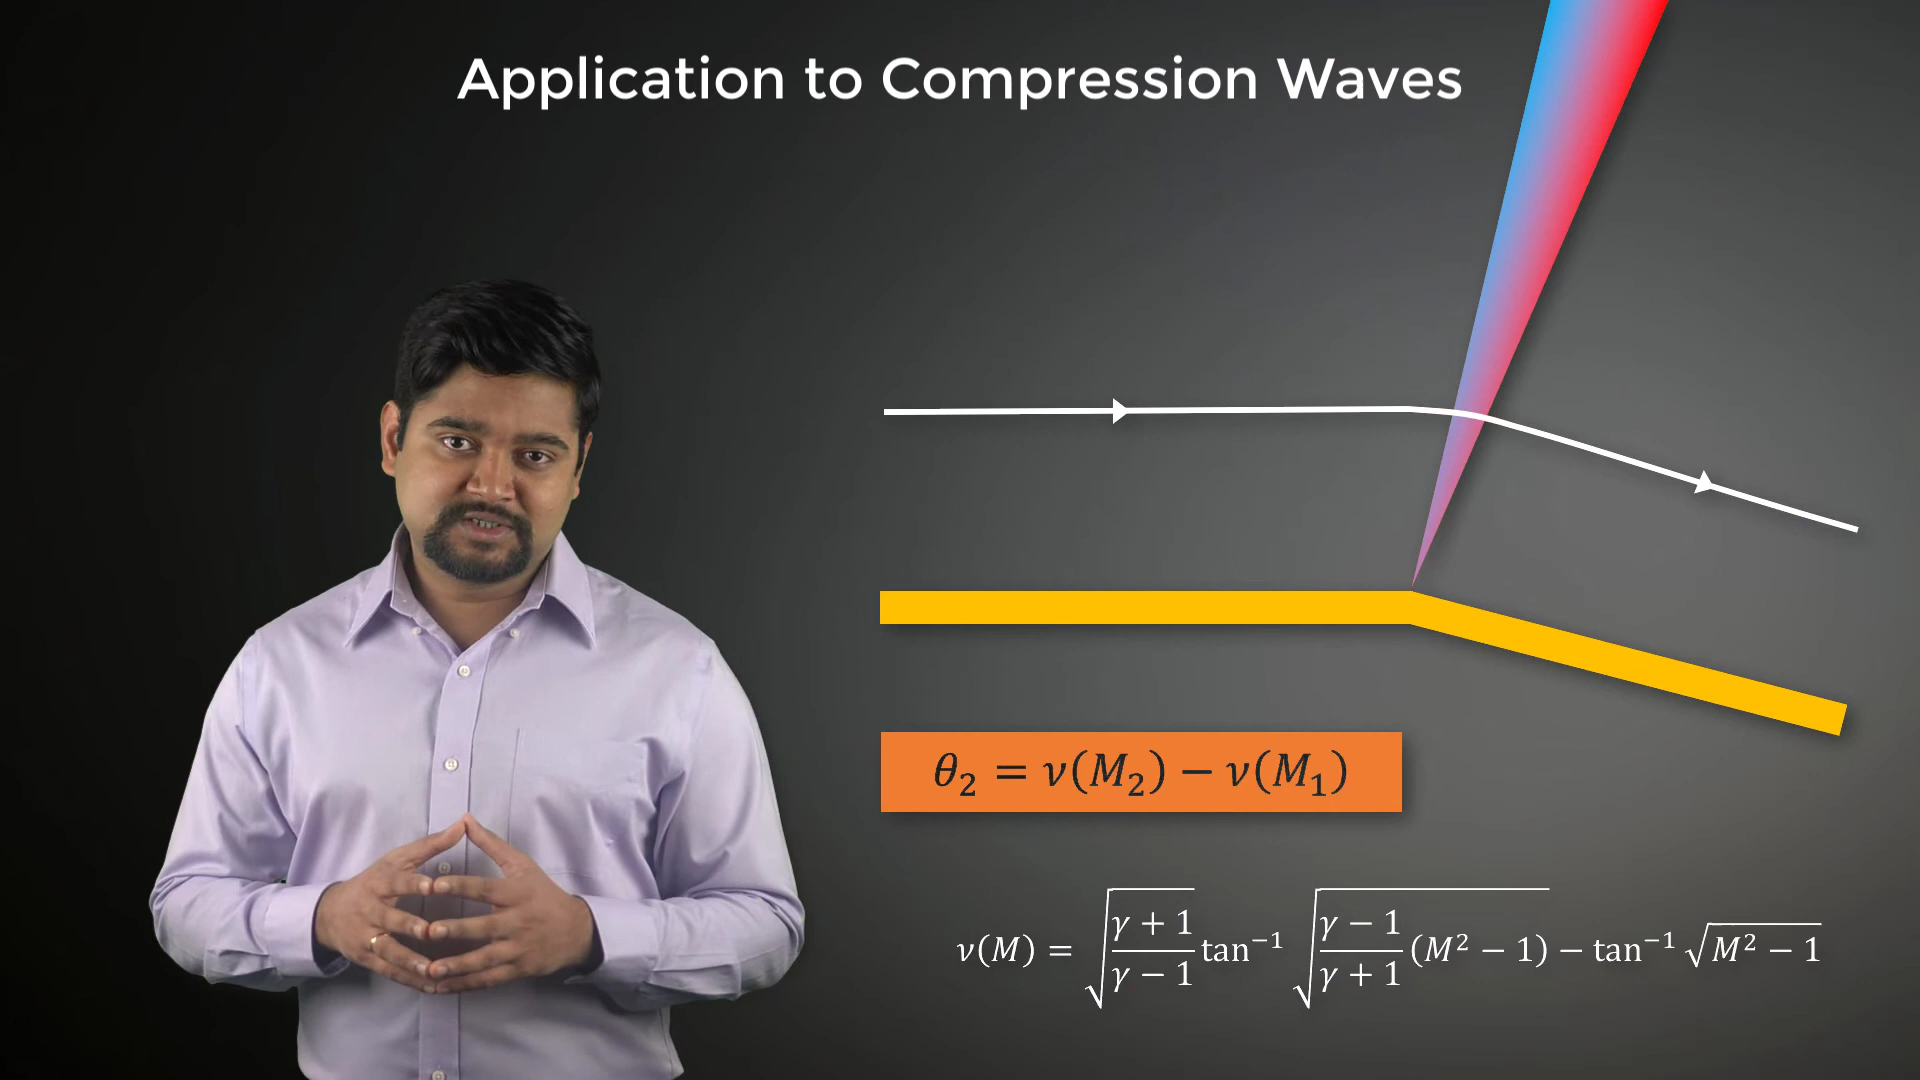 Application to Compression Waves
θ₂ = ν(M₂) − ν(M₁)
ν(M) = √((γ + 1)/(γ − 1)) tan⁻¹ √((γ − 1)/(γ + 1) (M² − 1)) − tan⁻¹ √(M² − 1)